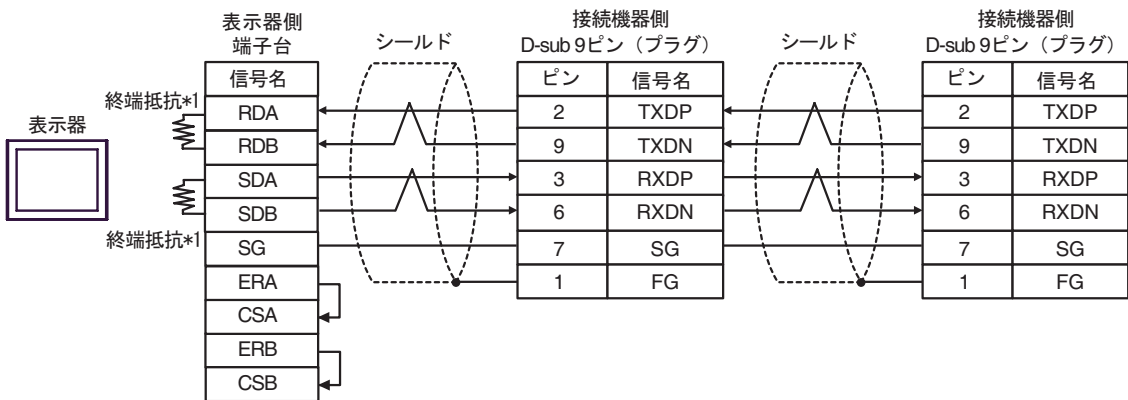 表示器側
端子台
シールド
接続機器側
D-sub 9ピン（プラグ）
シールド
接続機器側
D-sub 9ピン（プラグ）
表示器
終端抵抗*1
終端抵抗*1
信号名
RDA
RDB
SDA
SDB
SG
ERA
CSA
ERB
CSB
ピン 信号名
2 TXDP
9 TXDN
3 RXDP
6 RXDN
7 SG
1 FG
ピン 信号名
2 TXDP
9 TXDN
3 RXDP
6 RXDN
7 SG
1 FG